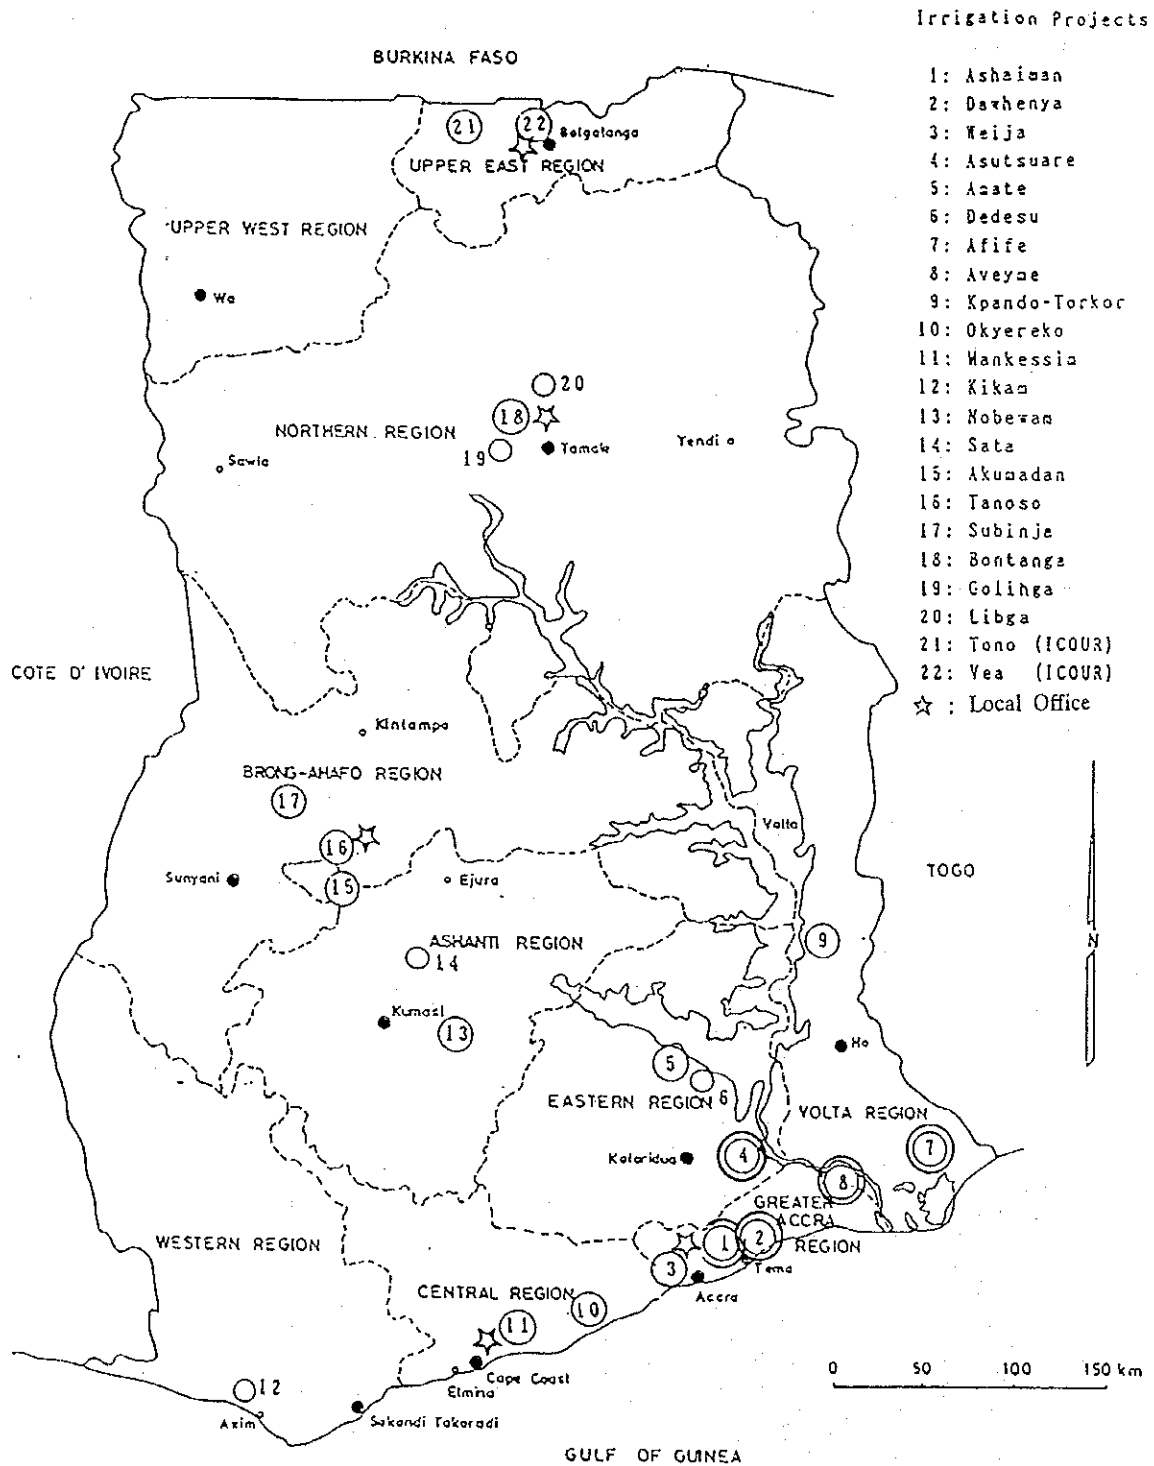 Irrigation Projects
1: Ashaiman
2: Dawhenya
3: Weija
4: Asutsuare
5: Amate
6: Dedesu
7: Afife
8: Aveyme
9: Kpando-Torkor
10: Okyereko
11: Mankessim
12: Kikam
13: Nobewam
14: Sata
15: Akumadan
16: Tanoso
17: Subinje
18: Bontanga
19: Golinga
20: Libga
21: Tono (ICOUR)
22: Vea (ICOUR)
☆ : Local Office
BURKINA FASO
21
22
Bolgatanga
UPPER EAST REGION
UPPER WEST REGION
Wa
20
18
NORTHERN REGION
19
Tamale
Yendi
Sawla
COTE D' IVOIRE
Kintampo
BRONG-AHAFO REGION
17
Volta
16
Sunyani
15
Ejura
TOGO
ASHANTI REGION
14
9
N
Kumasi
13
Ho
5
6
EASTERN REGION
VOLTA REGION
Koforidua
4
7
8
GREATER
ACCRA
REGION
WESTERN REGION
1
2
3
Tema
Accra
CENTRAL REGION
10
11
Cape Coast
Elmina
12
Axim
Sekondi Takoradi
0 50 100 150 km
GULF OF GUINEA